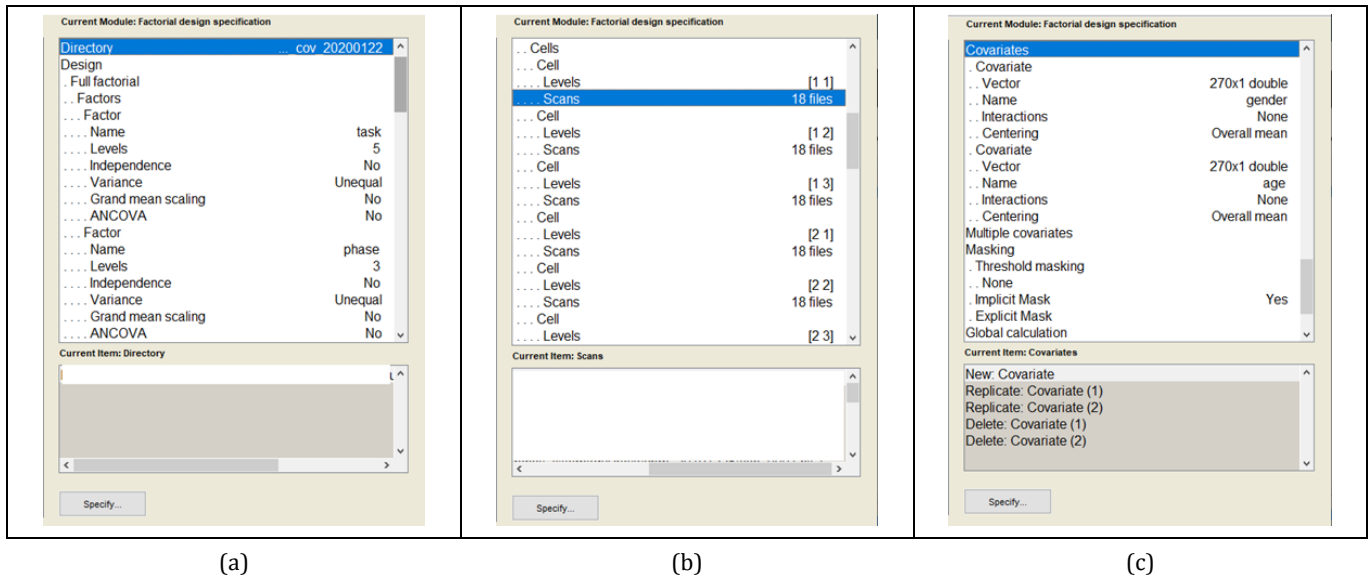 Current Module: Factorial design specification
Directory ... _cov_20200122
Design
. Full factorial
. . Factors
. . . Factor
. . . . Name task
. . . . Levels 5
. . . . Independence No
. . . . Variance Unequal
. . . . Grand mean scaling No
. . . . ANCOVA No
. . . Factor
. . . . Name phase
. . . . Levels 3
. . . . Independence No
. . . . Variance Unequal
. . . . Grand mean scaling No
. . . . ANCOVA No
Current Item: Directory
Specify...
(a)
Current Module: Factorial design specification
. . Cells
. . . Cell
. . . . Levels [1 1]
. . . . Scans 18 files
. . . Cell
. . . . Levels [1 2]
. . . . Scans 18 files
. . . Cell
. . . . Levels [1 3]
. . . . Scans 18 files
. . . Cell
. . . . Levels [2 1]
. . . . Scans 18 files
. . . Cell
. . . . Levels [2 2]
. . . . Scans 18 files
. . . Cell
. . . . Levels [2 3]
Current Item: Scans
Specify...
(b)
Current Module: Factorial design specification
Covariates
. Covariate
. . Vector 270x1 double
. . Name gender
. . Interactions None
. . Centering Overall mean
. Covariate
. . Vector 270x1 double
. . Name age
. . Interactions None
. . Centering Overall mean
Multiple covariates
Masking
. Threshold masking
. . None
. Implicit Mask Yes
. Explicit Mask
Global calculation
Current Item: Covariates
New: Covariate
Replicate: Covariate (1)
Replicate: Covariate (2)
Delete: Covariate (1)
Delete: Covariate (2)
Specify...
(c)